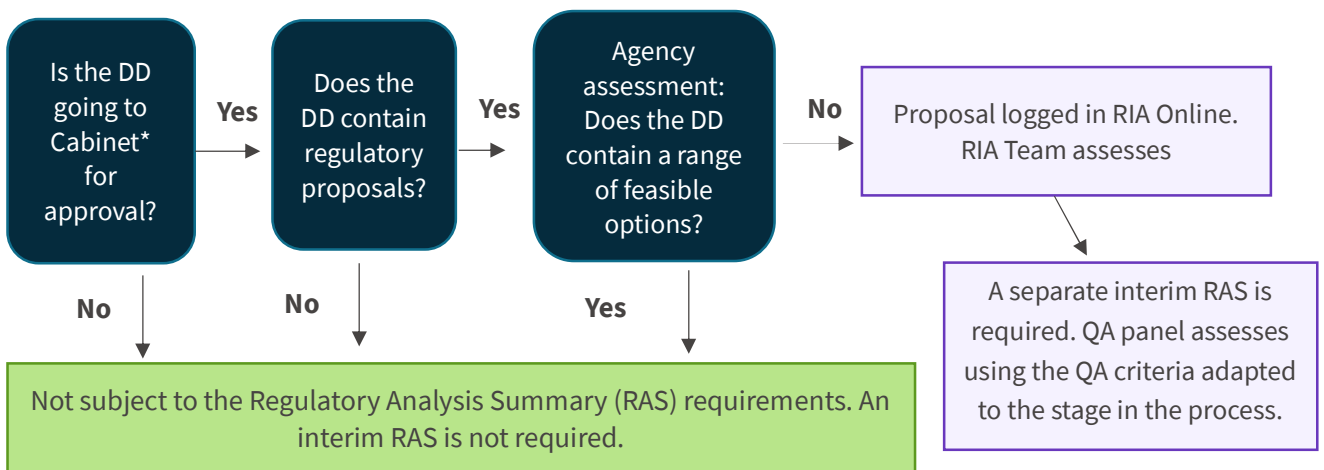 Is the DD
going to
Cabinet*
for
approval?
Yes
Does the
DD contain
regulatory
proposals?
Yes
Agency
assessment:
Does the DD
contain a range
of feasible
options?
No
Proposal logged in RIA Online.
RIA Team assesses
No
No
Yes
A separate interim RAS is
required. QA panel assesses
using the QA criteria adapted
to the stage in the process.
Not subject to the Regulatory Analysis Summary (RAS) requirements. An
interim RAS is not required.